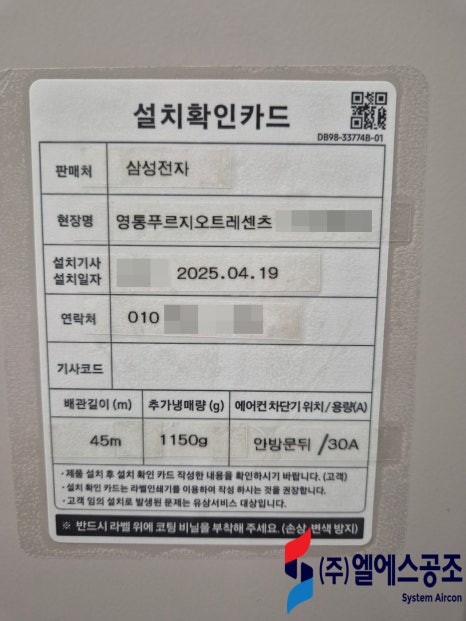 설치확인카드
DB98-33774B-01
판매처 삼성전자
현장명 영통푸르지오트레센츠
설치기사
설치일자 2025.04.19
연락처 010
기사코드
배관길이 (m) 추가냉매량 (g) 에어컨 차단기 위치 / 용량(A)
45m 1150g 안방문뒤 /30A
· 제품 설치 후 설치 확인 카드 작성한 내용을 확인하시기 바랍니다. (고객)
· 설치 확인 카드는 라벨인쇄기를 이용하여 작성 하시는 것을 권장합니다.
· 고객 임의 설치로 발생된 문제는 유상서비스 대상입니다.
※ 반드시 라벨 위에 코팅 비닐을 부착해 주세요. (손상, 변색 방지)
(주)엘에스공조
System Aircon